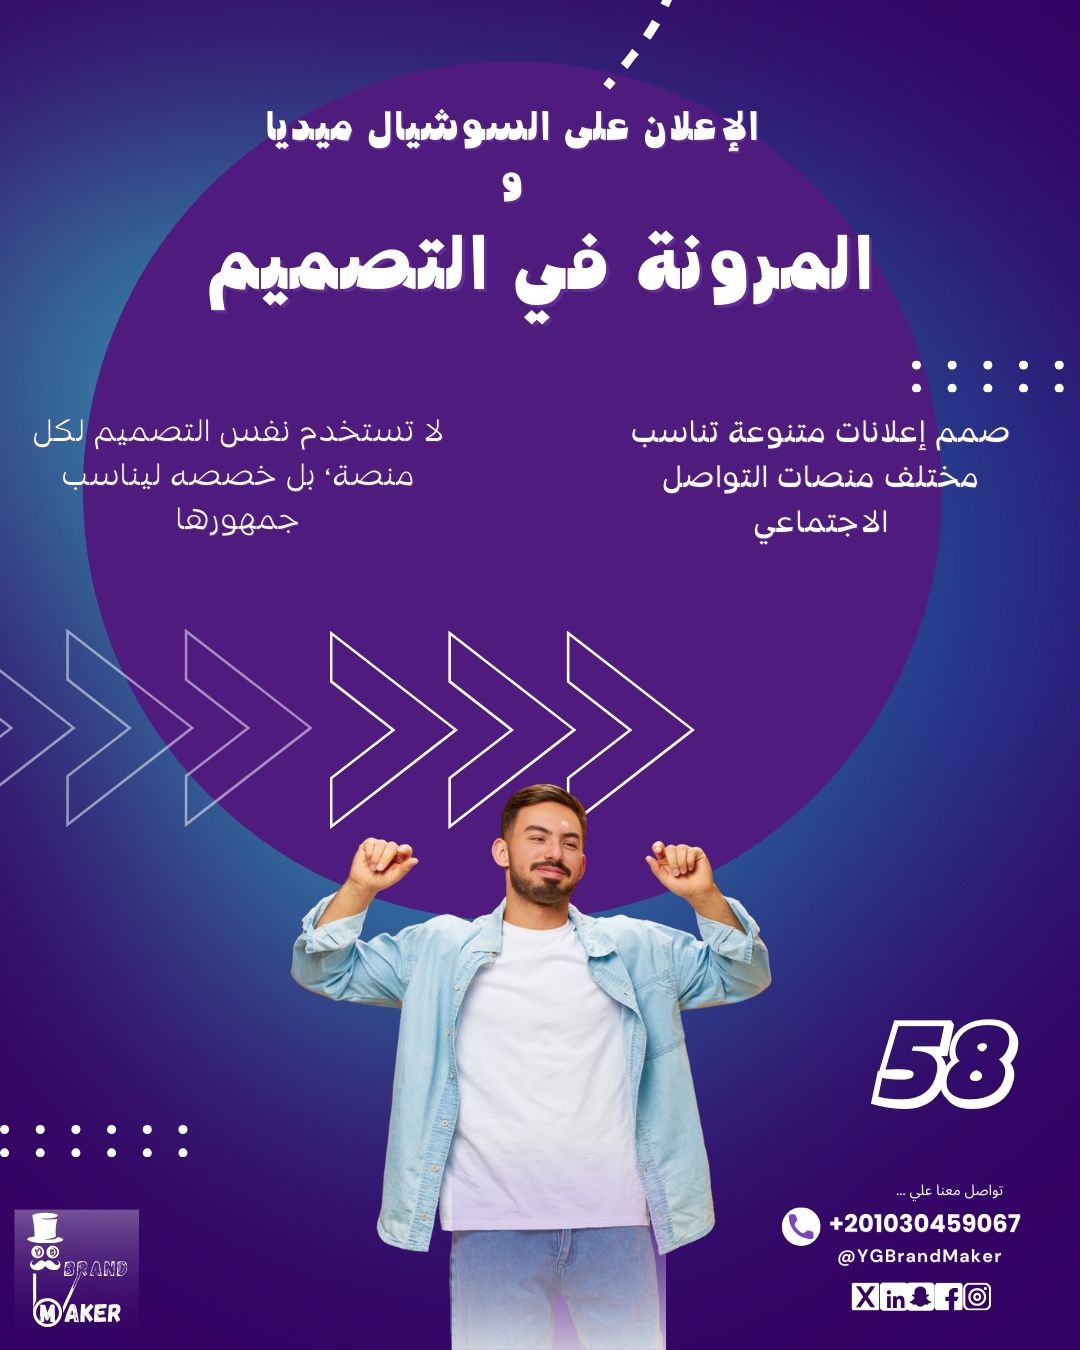 الإعلان على السوشيال ميديا
و
المرونة في التصميم
صمم إعلانات متنوعة تناسب
مختلف منصات التواصل
الاجتماعي
لا تستخدم نفس التصميم لكل
منصة، بل خصصه ليناسب
جمهورها
58
تواصل معنا علي ...
+201030459067
@YGBrandMaker
BRAND
MAKER